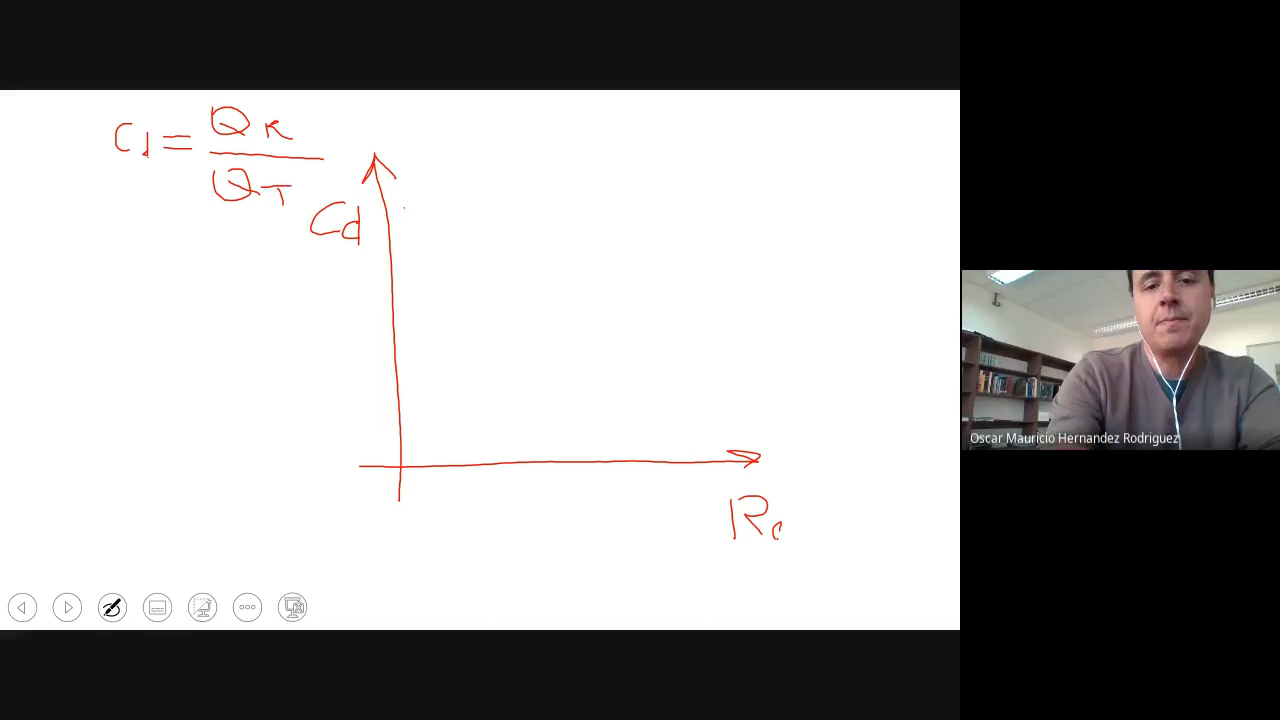 Cd = QR / QT
Cd
Re
Oscar Mauricio Hernandez Rodriguez